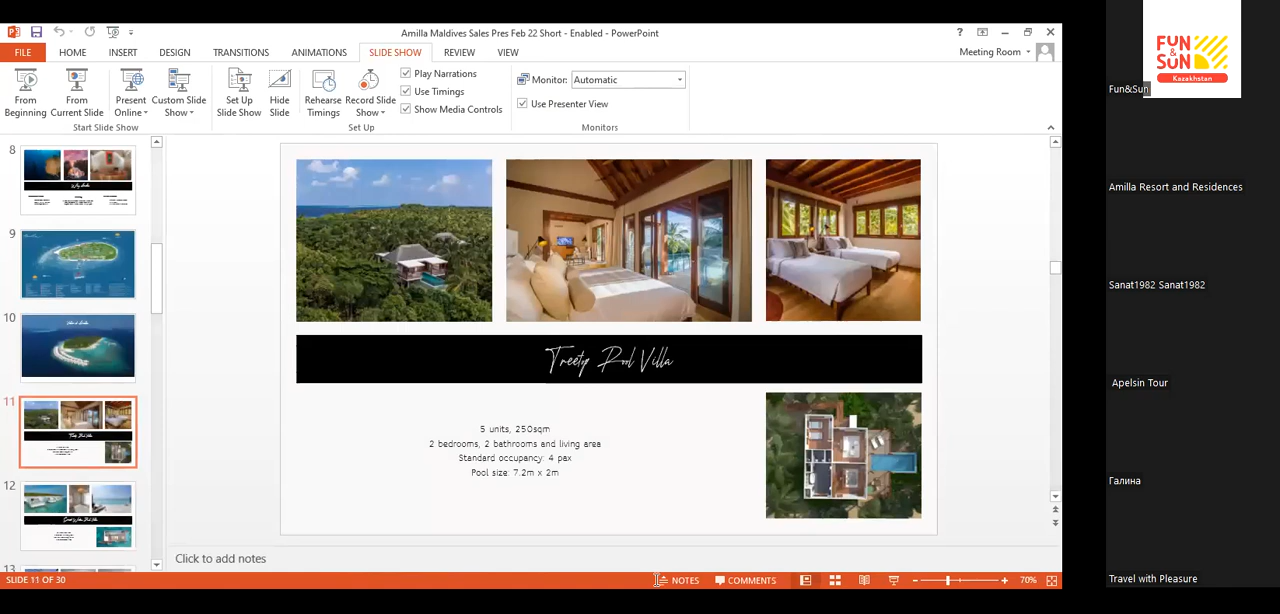 Amilla Maldives Sales Pres Feb 22 Short - Enabled - PowerPoint
FILE
HOME
INSERT
DESIGN
TRANSITIONS
ANIMATIONS
SLIDE SHOW
REVIEW
VIEW
Meeting Room
From Beginning
From Current Slide
Present Online
Custom Slide Show
Start Slide Show
Set Up Slide Show
Hide Slide
Rehearse Timings
Record Slide Show
Play Narrations
Use Timings
Show Media Controls
Set Up
Monitor:
Automatic
Use Presenter View
Monitors
8
9
10
11
12
13
Treetop Pool Villa
5 units, 250sqm
2 bedrooms, 2 bathrooms and living area
Standard occupancy: 4 pax
Pool size: 7.2m x 2m
Click to add notes
SLIDE 11 OF 30
NOTES
COMMENTS
70%
FUN
&
SUN
Kazakhstan
Fun&Sun
Amilla Resort and Residences
Sanat1982 Sanat1982
Apelsin Tour
Галина
Travel with Pleasure